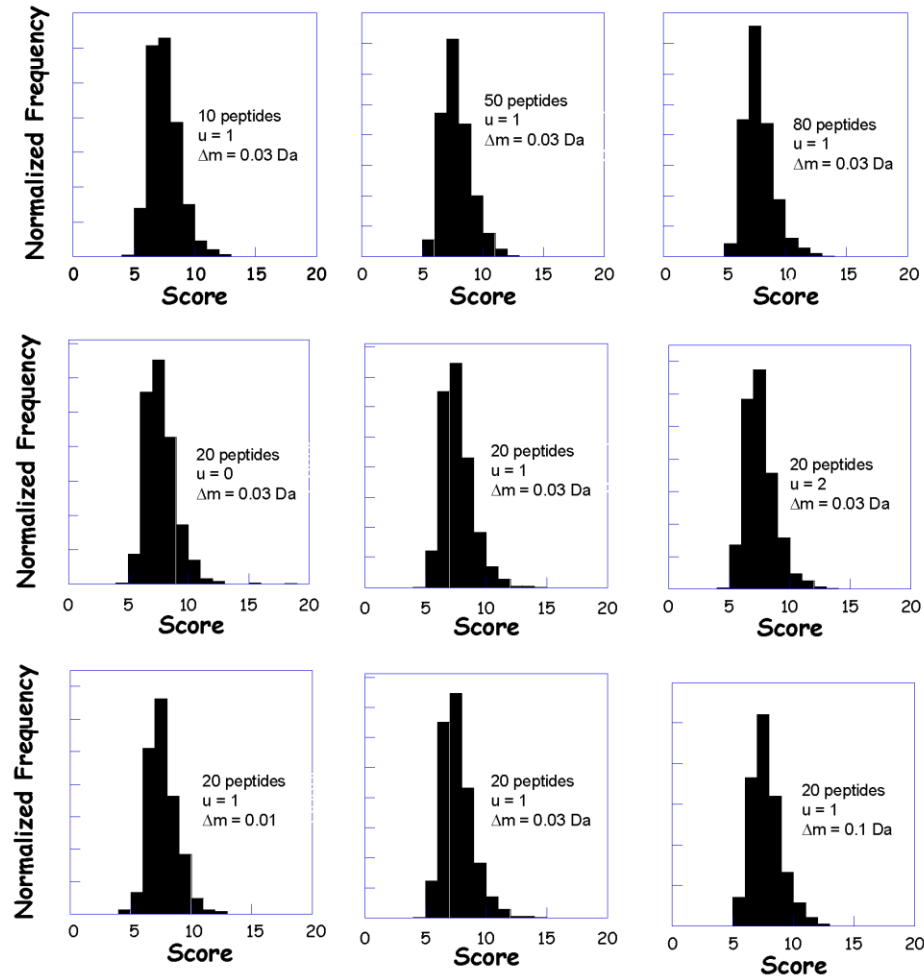 Normalized Frequency
10 peptides
u = 1
Δm = 0.03 Da
0 5 10 15 20
Score
50 peptides
u = 1
Δm = 0.03 Da
0 5 10 15 20
Score
80 peptides
u = 1
Δm = 0.03 Da
0 5 10 15 20
Score
Normalized Frequency
20 peptides
u = 0
Δm = 0.03 Da
0 5 10 15 20
Score
20 peptides
u = 1
Δm = 0.03 Da
0 5 10 15 20
Score
20 peptides
u = 2
Δm = 0.03 Da
0 5 10 15 20
Score
Normalized Frequency
20 peptides
u = 1
Δm = 0.01
0 5 10 15 20
Score
20 peptides
u = 1
Δm = 0.03 Da
0 5 10 15 20
Score
20 peptides
u = 1
Δm = 0.1 Da
0 5 10 15 20
Score